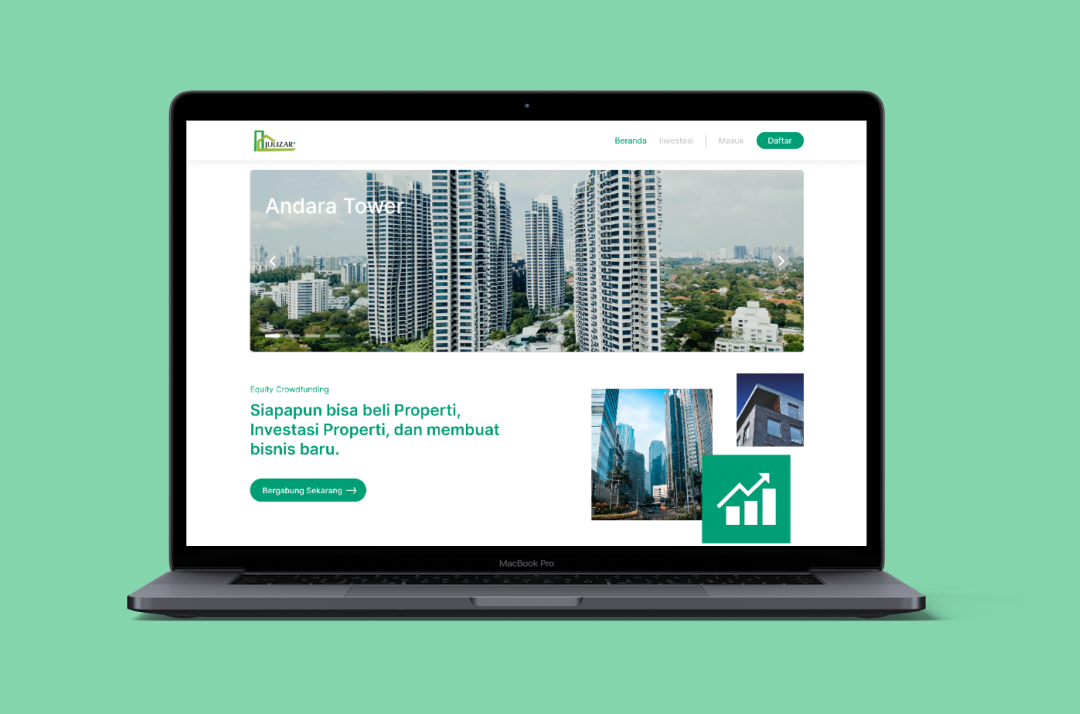 JULIZAR
Beranda Investasi Masuk Daftar
Andara Tower
Equity Crowdfunding
Siapapun bisa beli Properti,
Investasi Properti, dan membuat
bisnis baru.
Bergabung Sekarang →
MacBook Pro